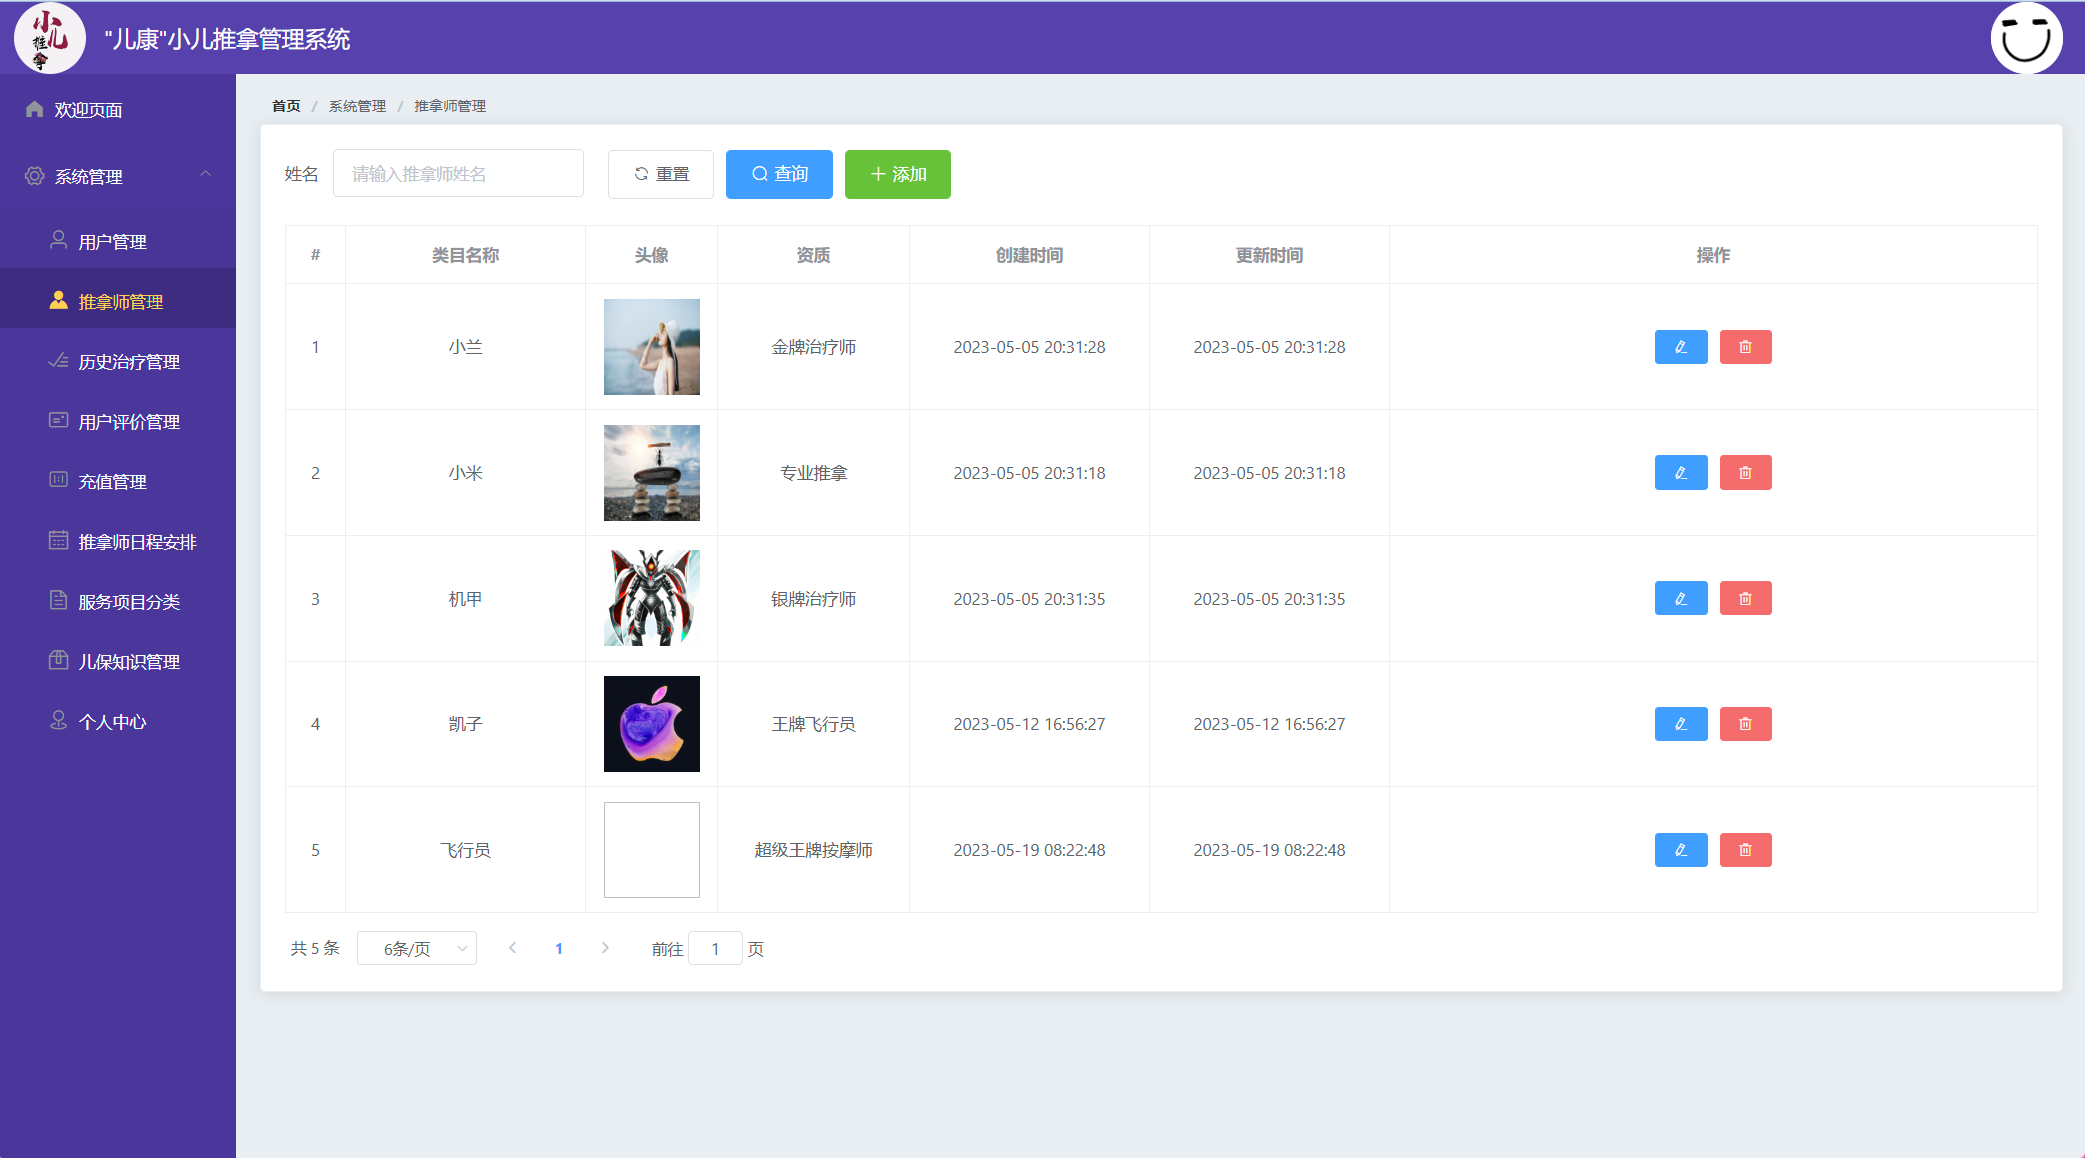 小儿推拿
"儿康"小儿推拿管理系统
欢迎页面
系统管理
用户管理
推拿师管理
历史治疗管理
用户评价管理
充值管理
推拿师日程安排
服务项目分类
儿保知识管理
个人中心
首页 / 系统管理 / 推拿师管理
姓名 请输入推拿师姓名 重置 查询 添加
# 类目名称 头像 资质 创建时间 更新时间 操作
1 小兰 金牌治疗师 2023-05-05 20:31:28 2023-05-05 20:31:28
2 小米 专业推拿 2023-05-05 20:31:18 2023-05-05 20:31:18
3 机甲 银牌治疗师 2023-05-05 20:31:35 2023-05-05 20:31:35
4 凯子 王牌飞行员 2023-05-12 16:56:27 2023-05-12 16:56:27
5 飞行员 超级王牌按摩师 2023-05-19 08:22:48 2023-05-19 08:22:48
共 5 条 6条/页 1 前往 1 页